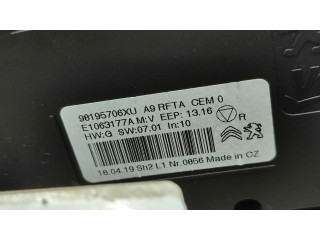 98195706XU A9 RFTA CEM 0
E1063177A M:V EEP: 13.16
HW:G SW:07.01 In:10 R
18.04.19 Sh2 L1 Nr.0856 Made in CZ